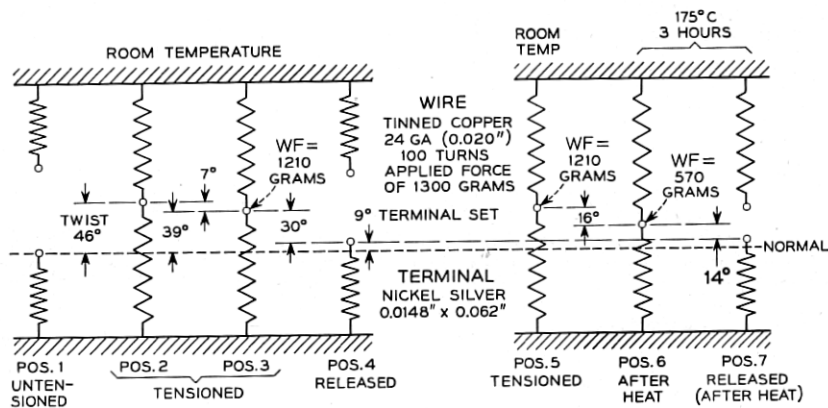 ROOM TEMPERATURE
ROOM
TEMP
175°C
3 HOURS
WIRE
TINNED COPPER
24 GA (0.020")
100 TURNS
APPLIED FORCE
OF 1300 GRAMS
WF=
1210
GRAMS
WF=
1210
GRAMS
WF=
570
GRAMS
7°
TWIST
46°
39°
30°
9° TERMINAL SET
16°
NORMAL
14°
TERMINAL
NICKEL SILVER
0.0148" x 0.062"
POS.1
UNTEN-
SIONED
POS.2
POS.3
TENSIONED
POS.4
RELEASED
POS.5
TENSIONED
POS.6
AFTER
HEAT
POS.7
RELEASED
(AFTER HEAT)